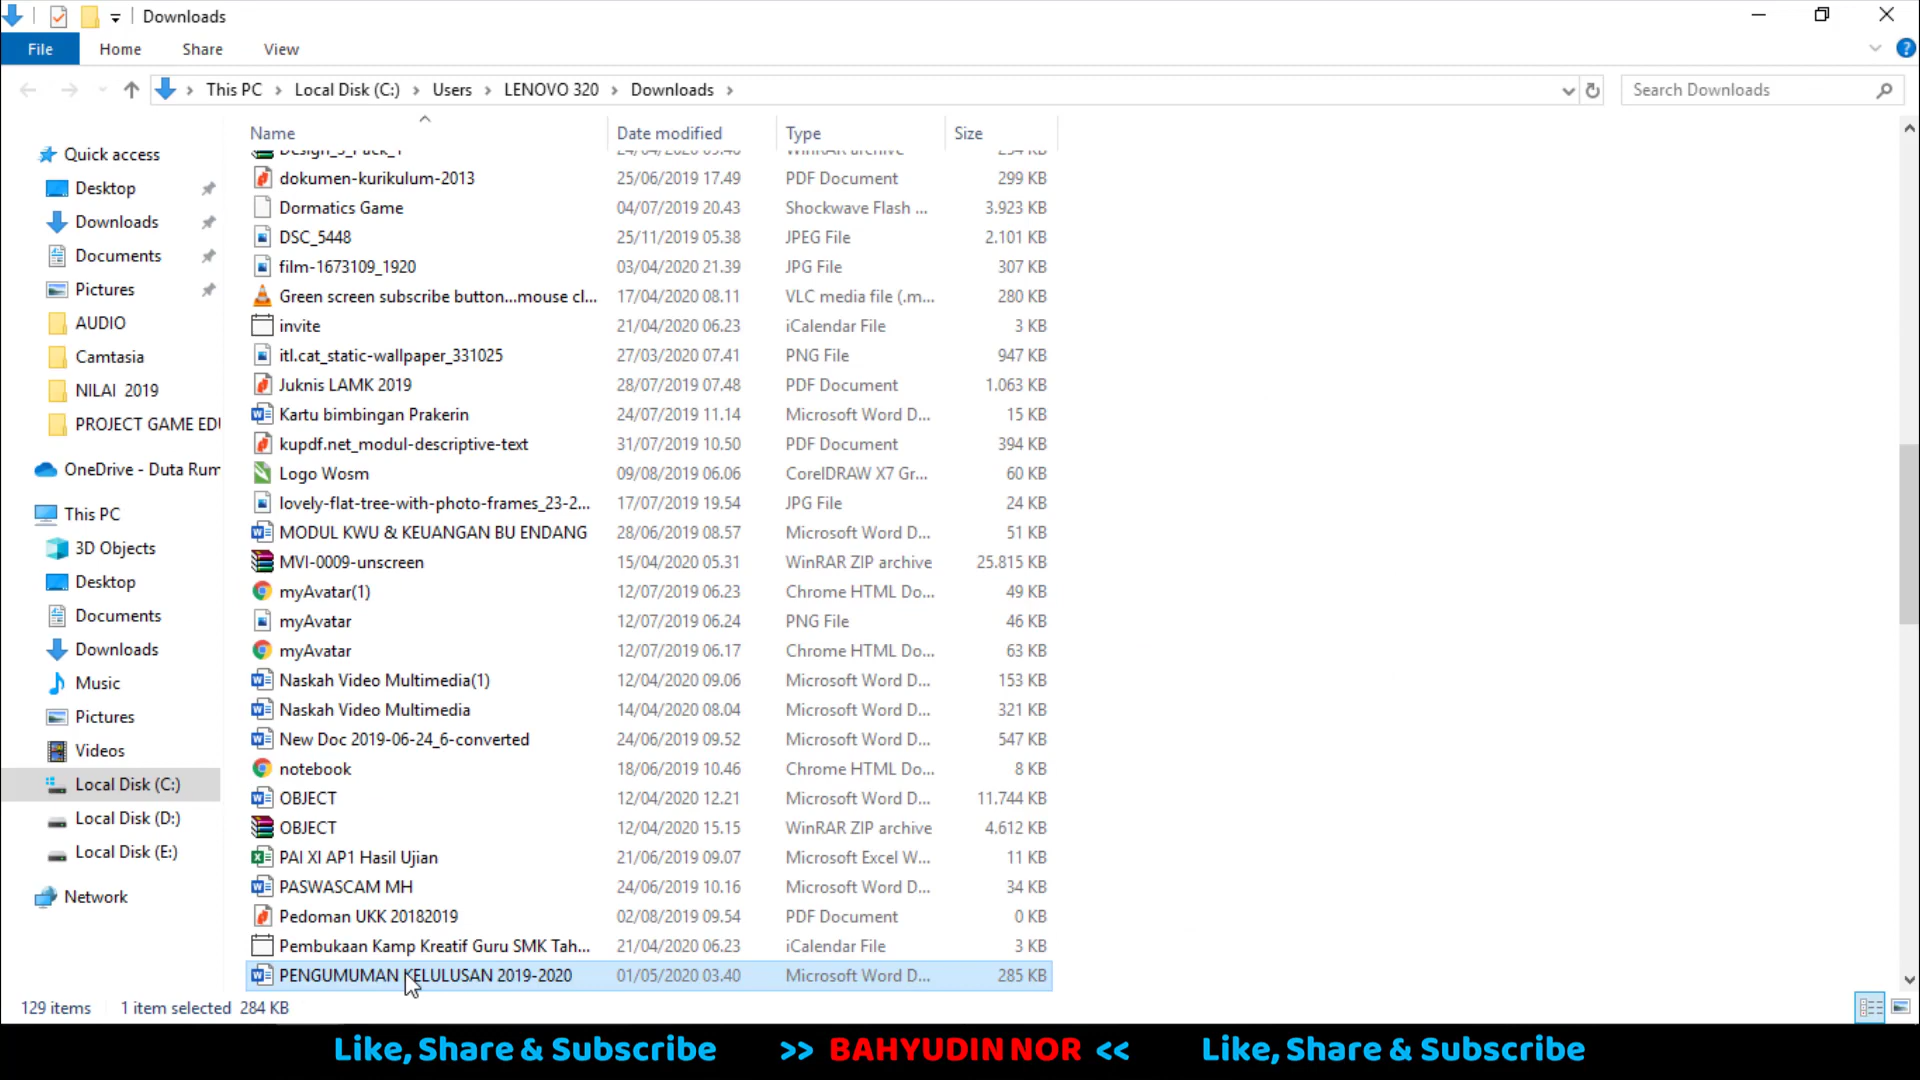 Downloads
File Home Share View
This PC Local Disk (C:) Users LENOVO 320 Downloads Search Downloads
Name Date modified Type Size
Quick access
Desktop
Downloads
Documents
Pictures
AUDIO
Camtasia
NILAI 2019
PROJECT GAME EDU
OneDrive - Duta Rum
This PC
3D Objects
Desktop
Documents
Downloads
Music
Pictures
Videos
Local Disk (C:)
Local Disk (D:)
Local Disk (E:)
Network
dokumen-kurikulum-2013 25/06/2019 17.49 PDF Document 299 KB
Dormatics Game 04/07/2019 20.43 Shockwave Flash ... 3.923 KB
DSC_5448 25/11/2019 05.38 JPEG File 2.101 KB
film-1673109_1920 03/04/2020 21.39 JPG File 307 KB
Green screen subscribe button...mouse cl... 17/04/2020 08.11 VLC media file (.m... 280 KB
invite 21/04/2020 06.23 iCalendar File 3 KB
itl.cat_static-wallpaper_331025 27/03/2020 07.41 PNG File 947 KB
Juknis LAMK 2019 28/07/2019 07.48 PDF Document 1.063 KB
Kartu bimbingan Prakerin 24/07/2019 11.14 Microsoft Word D... 15 KB
kupdf.net_modul-descriptive-text 31/07/2019 10.50 PDF Document 394 KB
Logo Wosm 09/08/2019 06.06 CorelDRAW X7 Gr... 60 KB
lovely-flat-tree-with-photo-frames_23-2... 17/07/2019 19.54 JPG File 24 KB
MODUL KWU & KEUANGAN BU ENDANG 28/06/2019 08.57 Microsoft Word D... 51 KB
MVI-0009-unscreen 15/04/2020 05.31 WinRAR ZIP archive 25.815 KB
myAvatar(1) 12/07/2019 06.23 Chrome HTML Do... 49 KB
myAvatar 12/07/2019 06.24 PNG File 46 KB
myAvatar 12/07/2019 06.17 Chrome HTML Do... 63 KB
Naskah Video Multimedia(1) 12/04/2020 09.06 Microsoft Word D... 153 KB
Naskah Video Multimedia 14/04/2020 08.04 Microsoft Word D... 321 KB
New Doc 2019-06-24_6-converted 24/06/2019 09.52 Microsoft Word D... 547 KB
notebook 18/06/2019 10.46 Chrome HTML Do... 8 KB
OBJECT 12/04/2020 12.21 Microsoft Word D... 11.744 KB
OBJECT 12/04/2020 15.15 WinRAR ZIP archive 4.612 KB
PAI XI AP1 Hasil Ujian 21/06/2019 09.07 Microsoft Excel W... 11 KB
PASWASCAM MH 24/06/2019 10.16 Microsoft Word D... 34 KB
Pedoman UKK 20182019 02/08/2019 09.54 PDF Document 0 KB
Pembukaan Kamp Kreatif Guru SMK Tah... 21/04/2020 06.23 iCalendar File 3 KB
PENGUMUMAN KELULUSAN 2019-2020 01/05/2020 03.40 Microsoft Word D... 285 KB
129 items 1 item selected 284 KB
Like, Share & Subscribe >> BAHYUDIN NOR << Like, Share & Subscribe